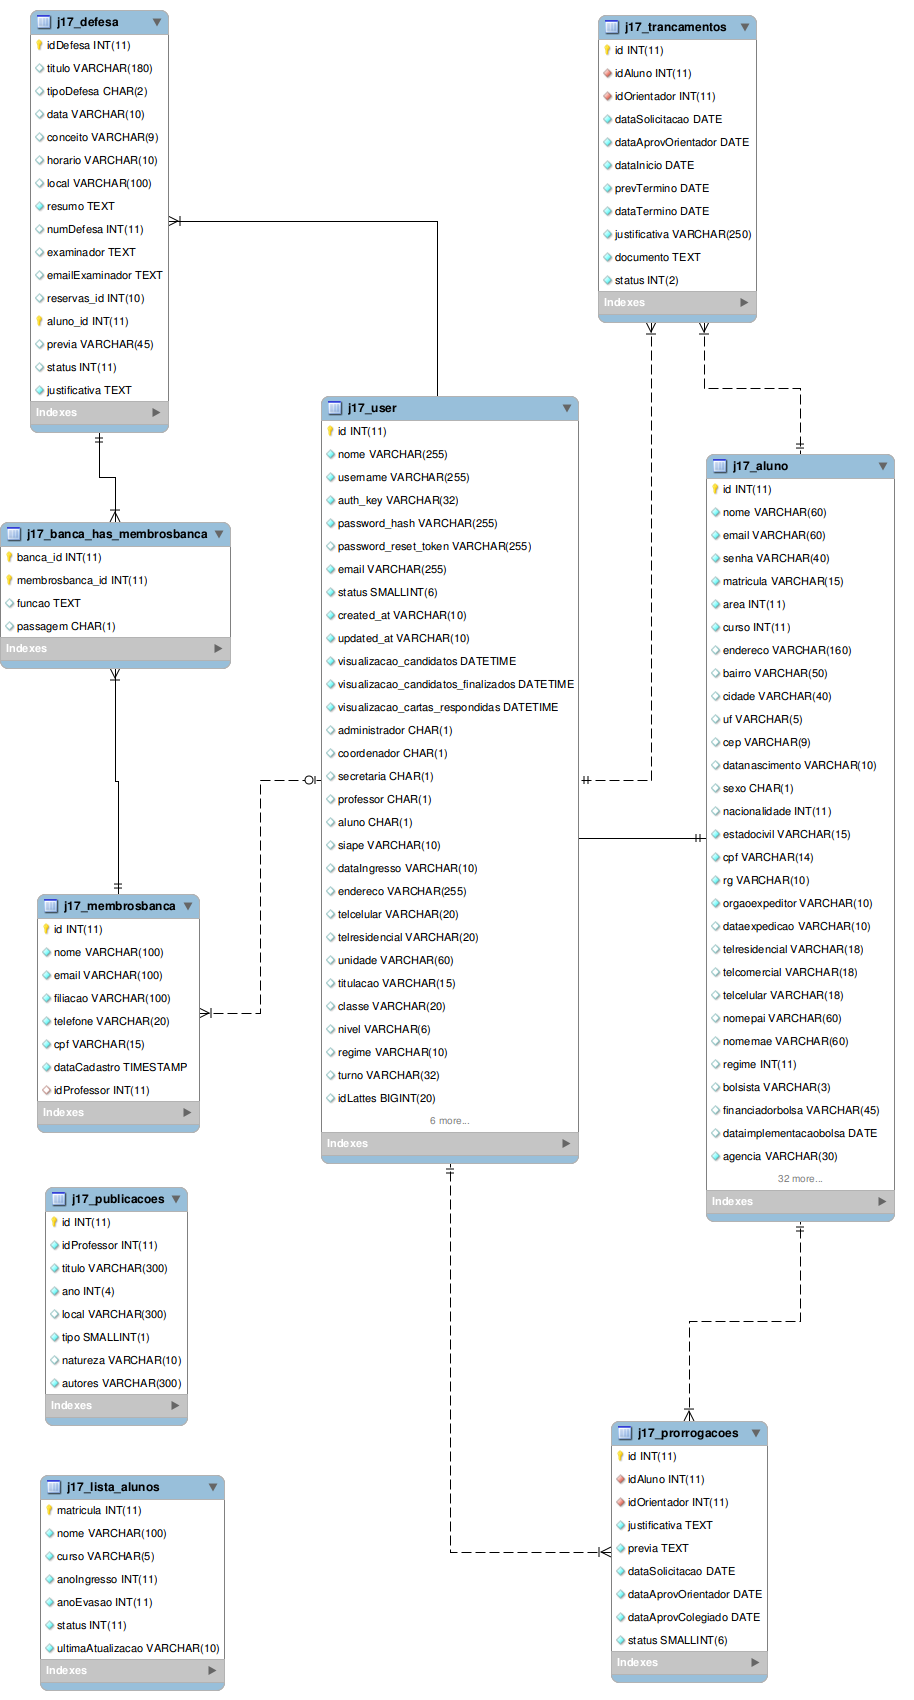 j17_defesa
idDefesa INT(11)
titulo VARCHAR(180)
tipoDefesa CHAR(2)
data VARCHAR(10)
conceito VARCHAR(9)
horario VARCHAR(10)
local VARCHAR(100)
resumo TEXT
numDefesa INT(11)
examinador TEXT
emailExaminador TEXT
reservas_id INT(10)
aluno_id INT(11)
previa VARCHAR(45)
status INT(11)
justificativa TEXT
Indexes
j17_trancamentos
id INT(11)
idAluno INT(11)
idOrientador INT(11)
dataSolicitacao DATE
dataAprovOrientador DATE
dataInicio DATE
prevTermino DATE
dataTermino DATE
justificativa VARCHAR(250)
documento TEXT
status INT(2)
Indexes
j17_user
id INT(11)
nome VARCHAR(255)
username VARCHAR(255)
auth_key VARCHAR(32)
password_hash VARCHAR(255)
password_reset_token VARCHAR(255)
email VARCHAR(255)
status SMALLINT(6)
created_at VARCHAR(10)
updated_at VARCHAR(10)
visualizacao_candidatos DATETIME
visualizacao_candidatos_finalizados DATETIME
visualizacao_cartas_respondidas DATETIME
administrador CHAR(1)
coordenador CHAR(1)
secretaria CHAR(1)
professor CHAR(1)
aluno CHAR(1)
siape VARCHAR(10)
dataIngresso VARCHAR(10)
endereco VARCHAR(255)
telcelular VARCHAR(20)
telresidencial VARCHAR(20)
unidade VARCHAR(60)
titulacao VARCHAR(15)
classe VARCHAR(20)
nivel VARCHAR(6)
regime VARCHAR(10)
turno VARCHAR(32)
idLattes BIGINT(20)
6 more...
Indexes
j17_aluno
id INT(11)
nome VARCHAR(60)
email VARCHAR(60)
senha VARCHAR(40)
matricula VARCHAR(15)
area INT(11)
curso INT(11)
endereco VARCHAR(160)
bairro VARCHAR(50)
cidade VARCHAR(40)
uf VARCHAR(5)
cep VARCHAR(9)
datanascimento VARCHAR(10)
sexo CHAR(1)
nacionalidade INT(11)
estadocivil VARCHAR(15)
cpf VARCHAR(14)
rg VARCHAR(10)
orgaoexpeditor VARCHAR(10)
dataexpedicao VARCHAR(10)
telresidencial VARCHAR(18)
telcomercial VARCHAR(18)
telcelular VARCHAR(18)
nomepai VARCHAR(60)
nomemae VARCHAR(60)
regime INT(11)
bolsista VARCHAR(3)
financiadorbolsa VARCHAR(45)
dataimplementacaobolsa DATE
agencia VARCHAR(30)
32 more...
Indexes
j17_banca_has_membrosbanca
banca_id INT(11)
membrosbanca_id INT(11)
funcao TEXT
passagem CHAR(1)
Indexes
j17_membrosbanca
id INT(11)
nome VARCHAR(100)
email VARCHAR(100)
filiacao VARCHAR(100)
telefone VARCHAR(20)
cpf VARCHAR(15)
dataCadastro TIMESTAMP
idProfessor INT(11)
Indexes
j17_publicacoes
id INT(11)
idProfessor INT(11)
titulo VARCHAR(300)
ano INT(4)
local VARCHAR(300)
tipo SMALLINT(1)
natureza VARCHAR(10)
autores VARCHAR(300)
Indexes
j17_lista_alunos
matricula INT(11)
nome VARCHAR(100)
curso VARCHAR(5)
anoIngresso INT(11)
anoEvasao INT(11)
status INT(11)
ultimaAtualizacao VARCHAR(10)
Indexes
j17_prorrogacoes
id INT(11)
idAluno INT(11)
idOrientador INT(11)
justificativa TEXT
previa TEXT
dataSolicitacao DATE
dataAprovOrientador DATE
dataAprovColegiado DATE
status SMALLINT(6)
Indexes